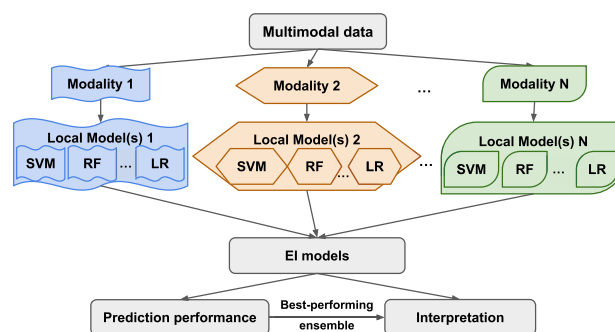 Multimodal data
Modality 1
Modality 2
...
Modality N
Local Model(s) 1
SVM RF ... LR
Local Model(s) 2
SVM RF ... LR
...
Local Model(s) N
SVM RF ... LR
EI models
Prediction performance
Best-performing
ensemble
Interpretation